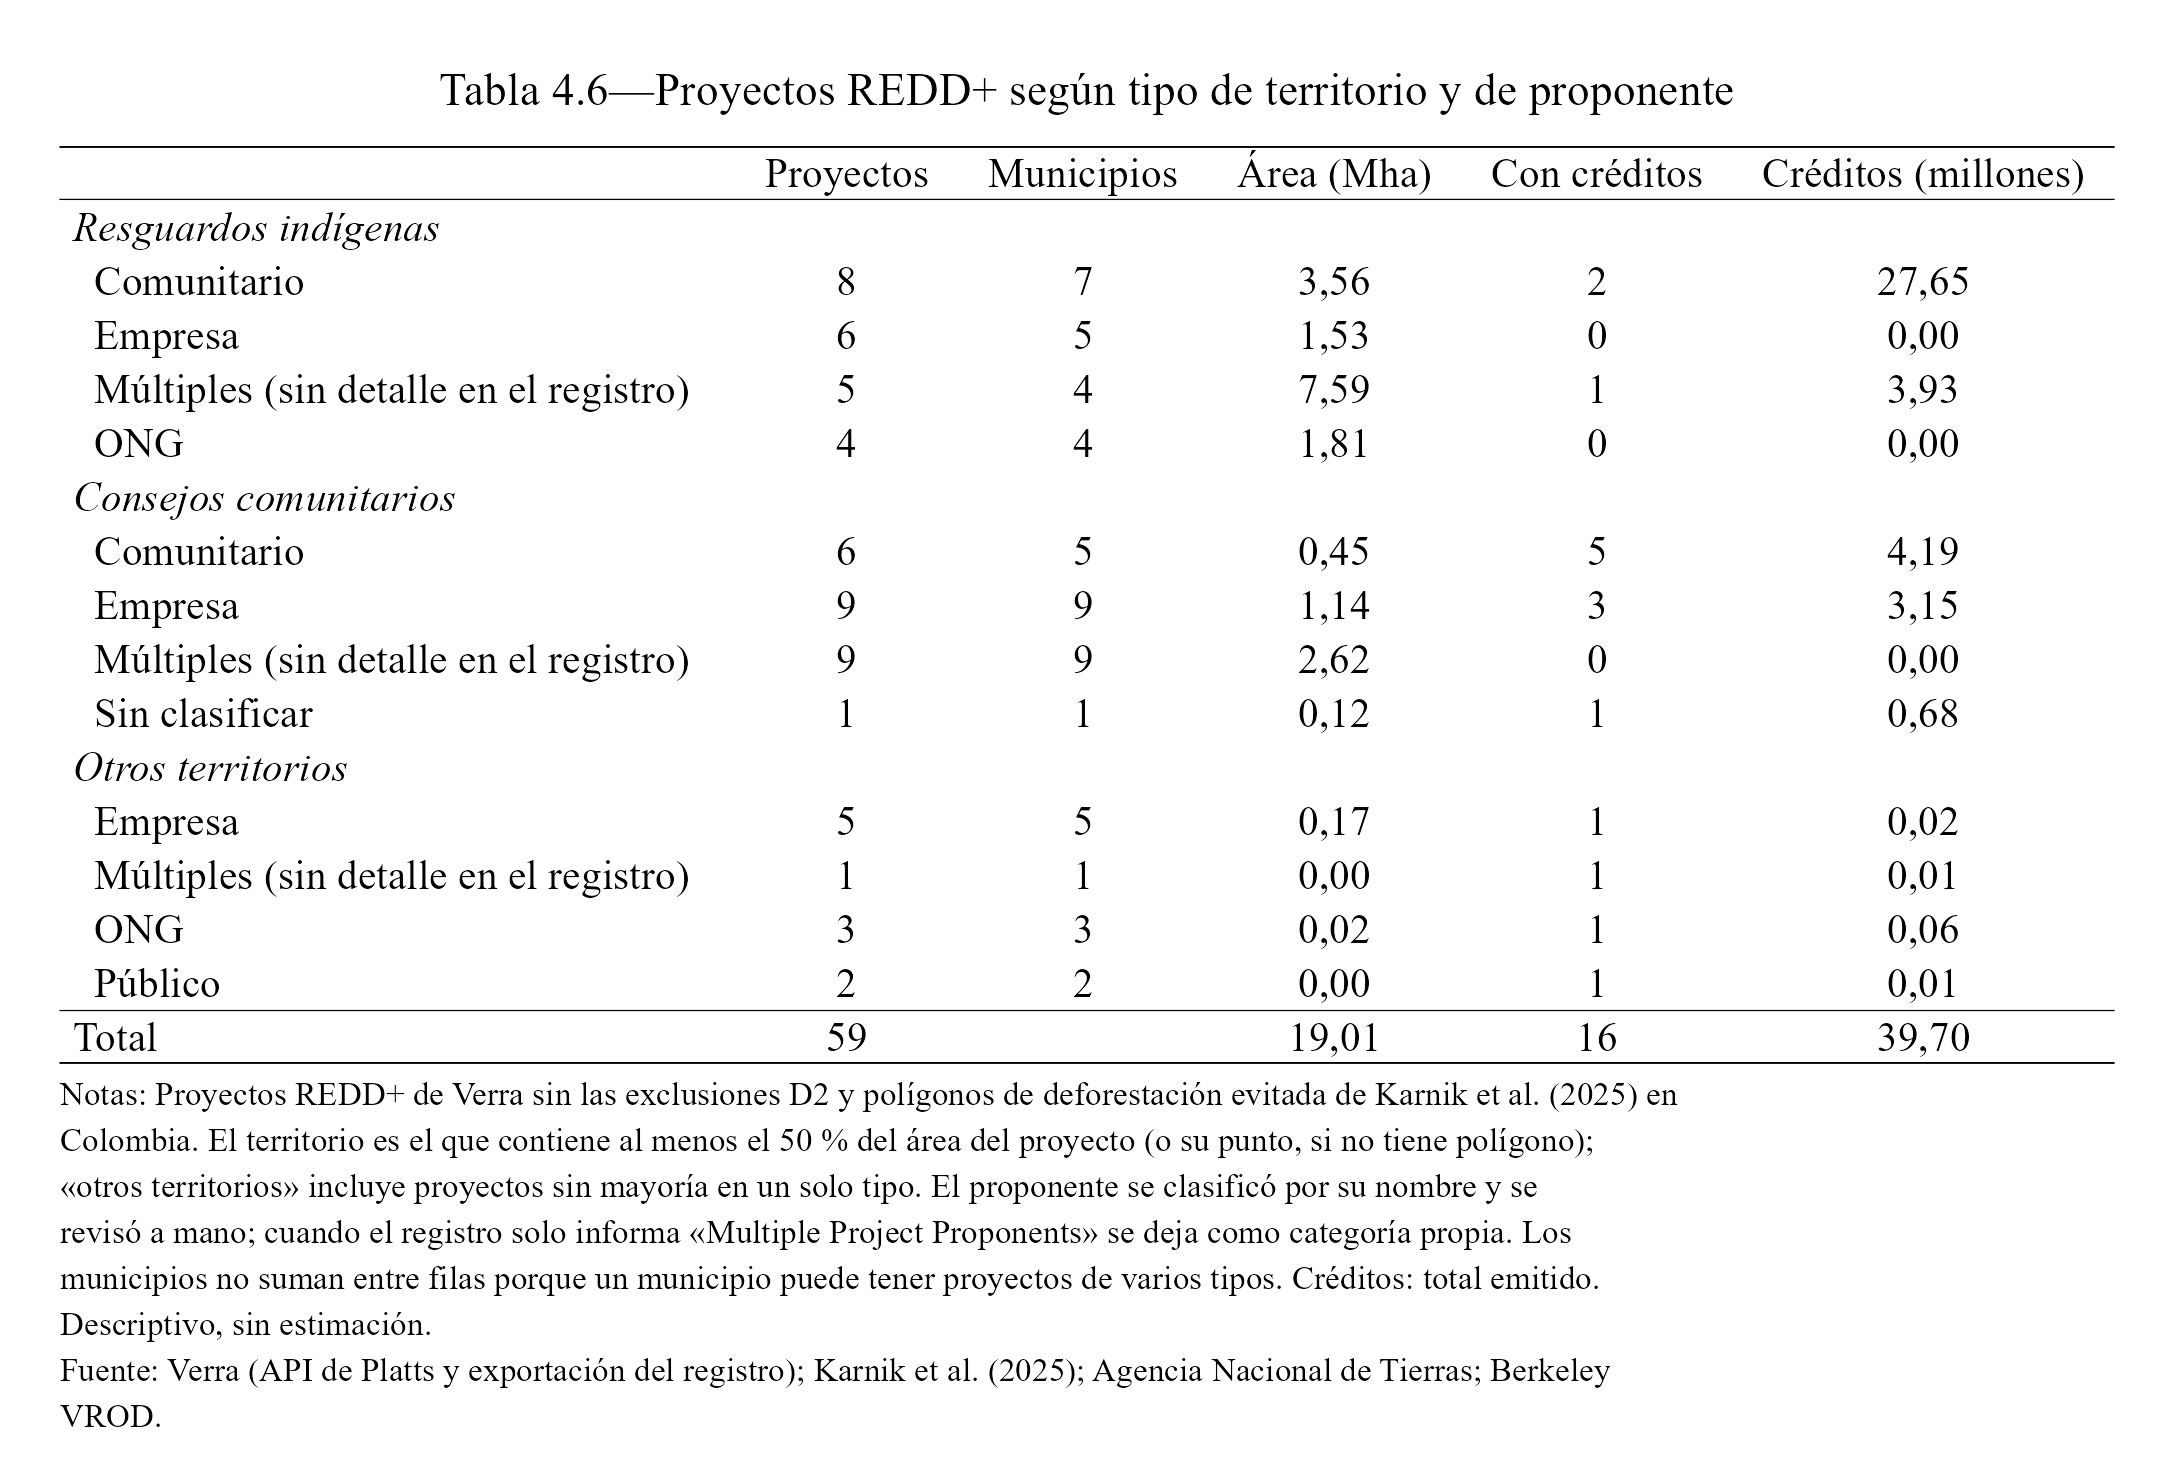 Tabla 4.6—Proyectos REDD+ según tipo de territorio y de proponente
Proyectos Municipios Área (Mha) Con créditos Créditos (millones)
Resguardos indígenas
Comunitario 8 7 3,56 2 27,65
Empresa 6 5 1,53 0 0,00
Múltiples (sin detalle en el registro) 5 4 7,59 1 3,93
ONG 4 4 1,81 0 0,00
Consejos comunitarios
Comunitario 6 5 0,45 5 4,19
Empresa 9 9 1,14 3 3,15
Múltiples (sin detalle en el registro) 9 9 2,62 0 0,00
Sin clasificar 1 1 0,12 1 0,68
Otros territorios
Empresa 5 5 0,17 1 0,02
Múltiples (sin detalle en el registro) 1 1 0,00 1 0,01
ONG 3 3 0,02 1 0,06
Público 2 2 0,00 1 0,01
Total 59 19,01 16 39,70
Notas: Proyectos REDD+ de Verra sin las exclusiones D2 y polígonos de deforestación evitada de Karnik et al. (2025) en
Colombia. El territorio es el que contiene al menos el 50 % del área del proyecto (o su punto, si no tiene polígono);
«otros territorios» incluye proyectos sin mayoría en un solo tipo. El proponente se clasificó por su nombre y se
revisó a mano; cuando el registro solo informa «Multiple Project Proponents» se deja como categoría propia. Los
municipios no suman entre filas porque un municipio puede tener proyectos de varios tipos. Créditos: total emitido.
Descriptivo, sin estimación.
Fuente: Verra (API de Platts y exportación del registro); Karnik et al. (2025); Agencia Nacional de Tierras; Berkeley
VROD.